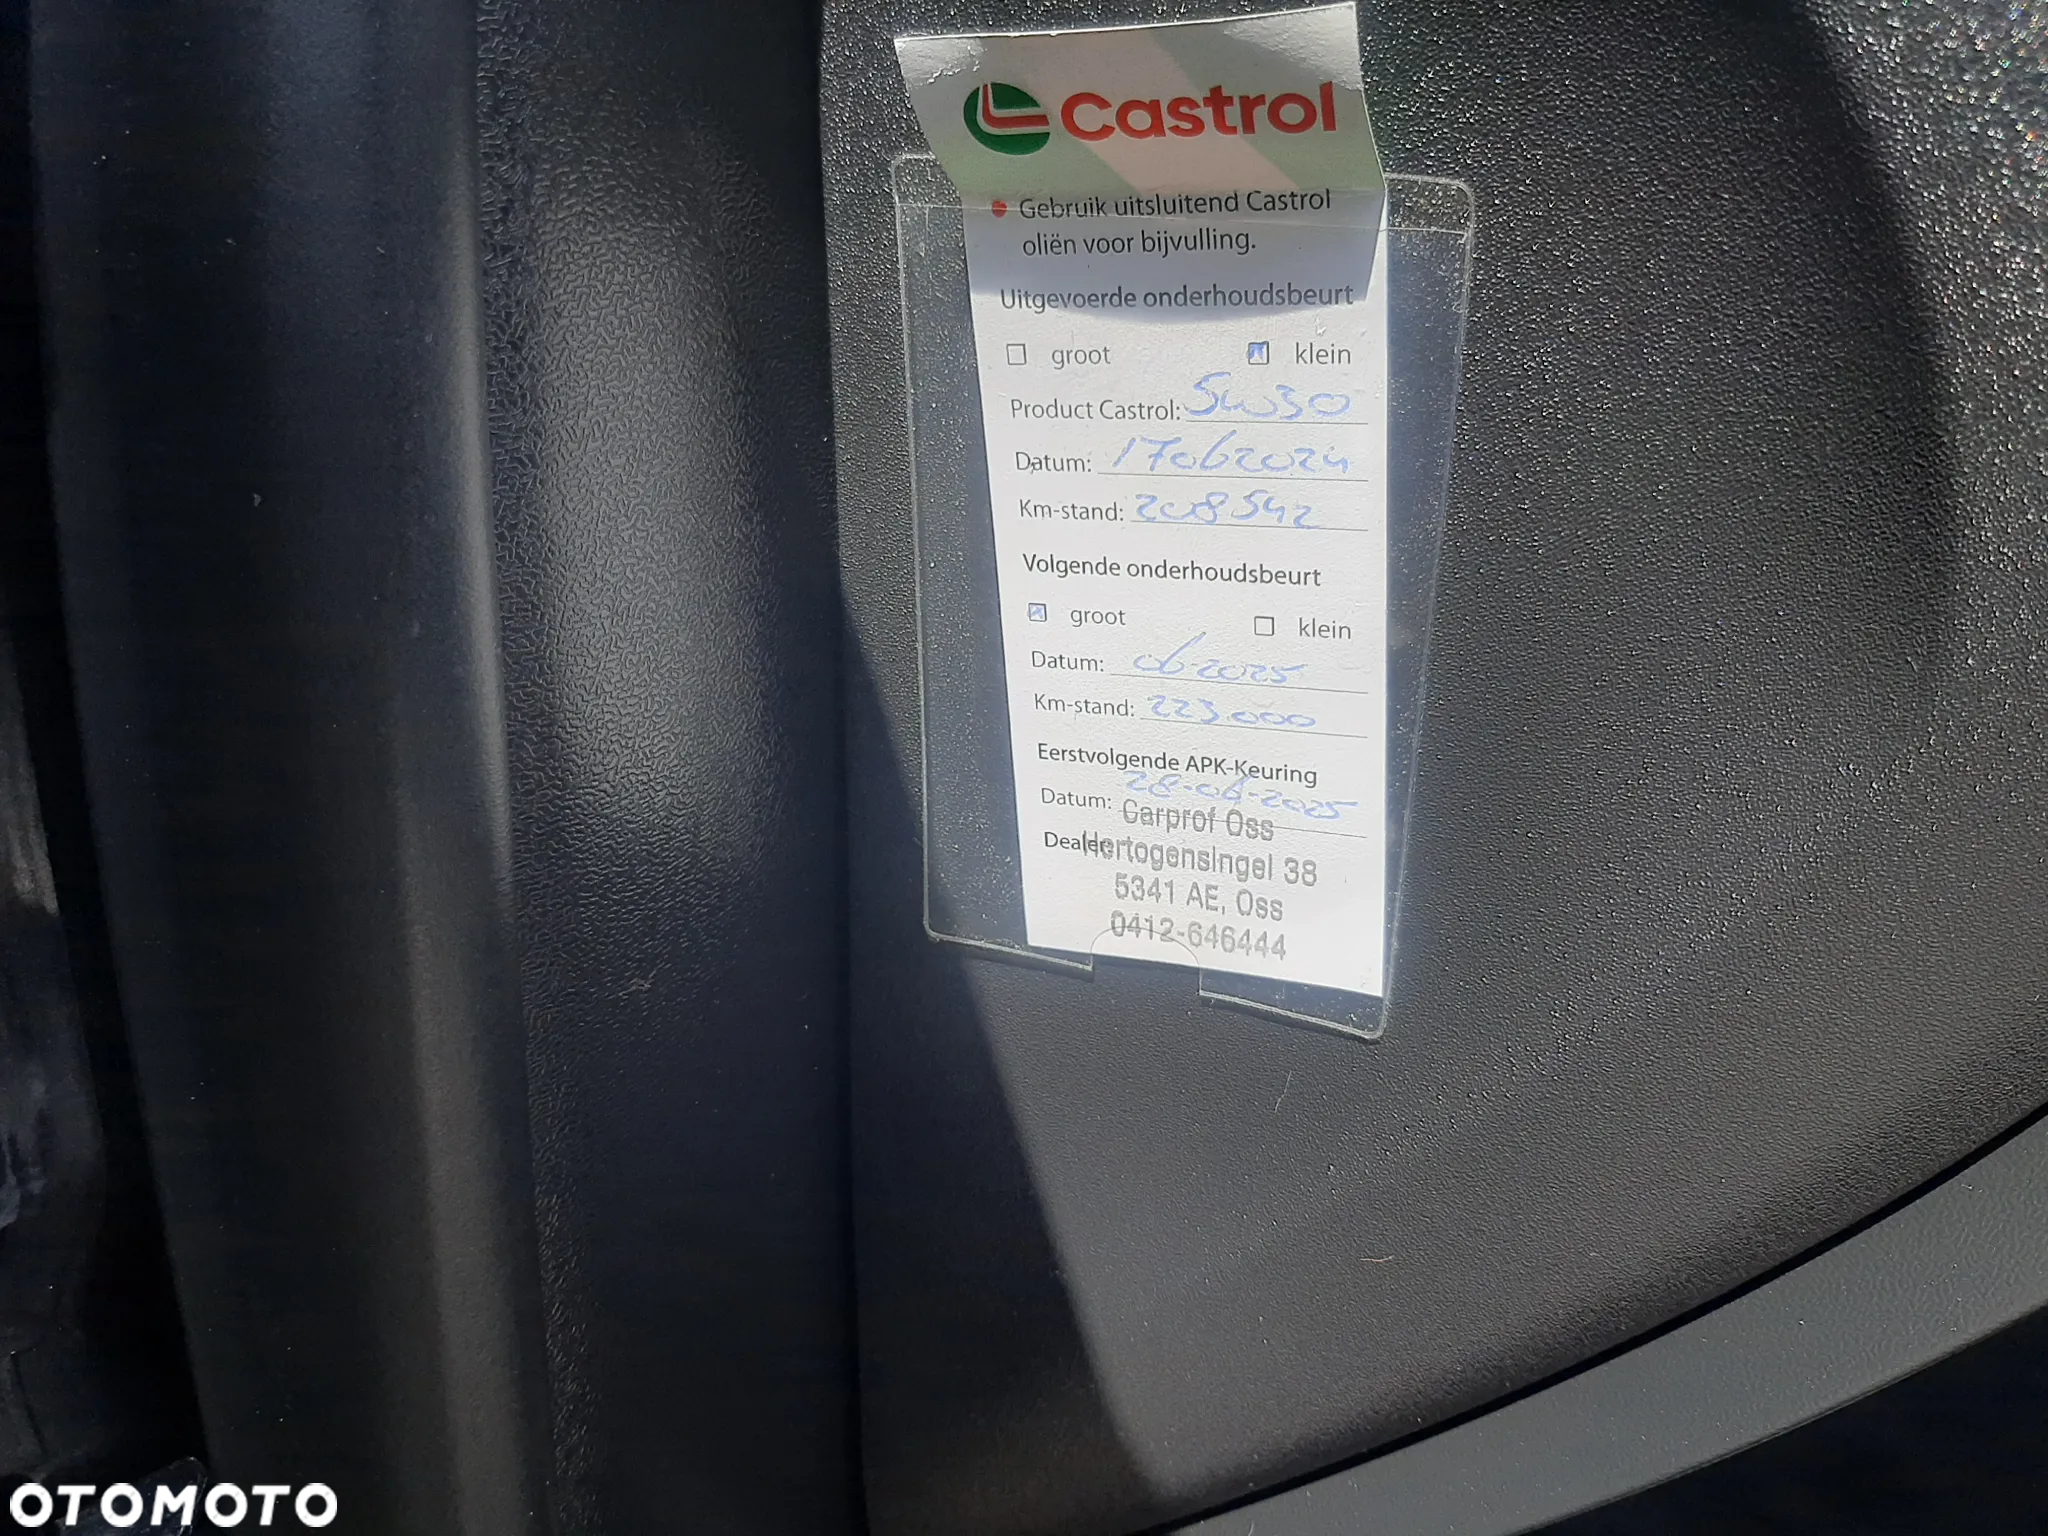 Castrol
Gebruik uitsluitend Castrol
oliën voor bijvulling.
Uitgevoerde onderhoudsbeurt
groot klein
Product Castrol: 5W30
Datum: 17062024
Km-stand: 208542
Volgende onderhoudsbeurt
groot klein
Datum: 06-2025
Km-stand: 223.000
Eerstvolgende APK-Keuring
Datum: 28-06-2025
Carprof Oss
Dealer: Hertogensingel 38
5341 AE, Oss
0412-646444
OTOMOTO